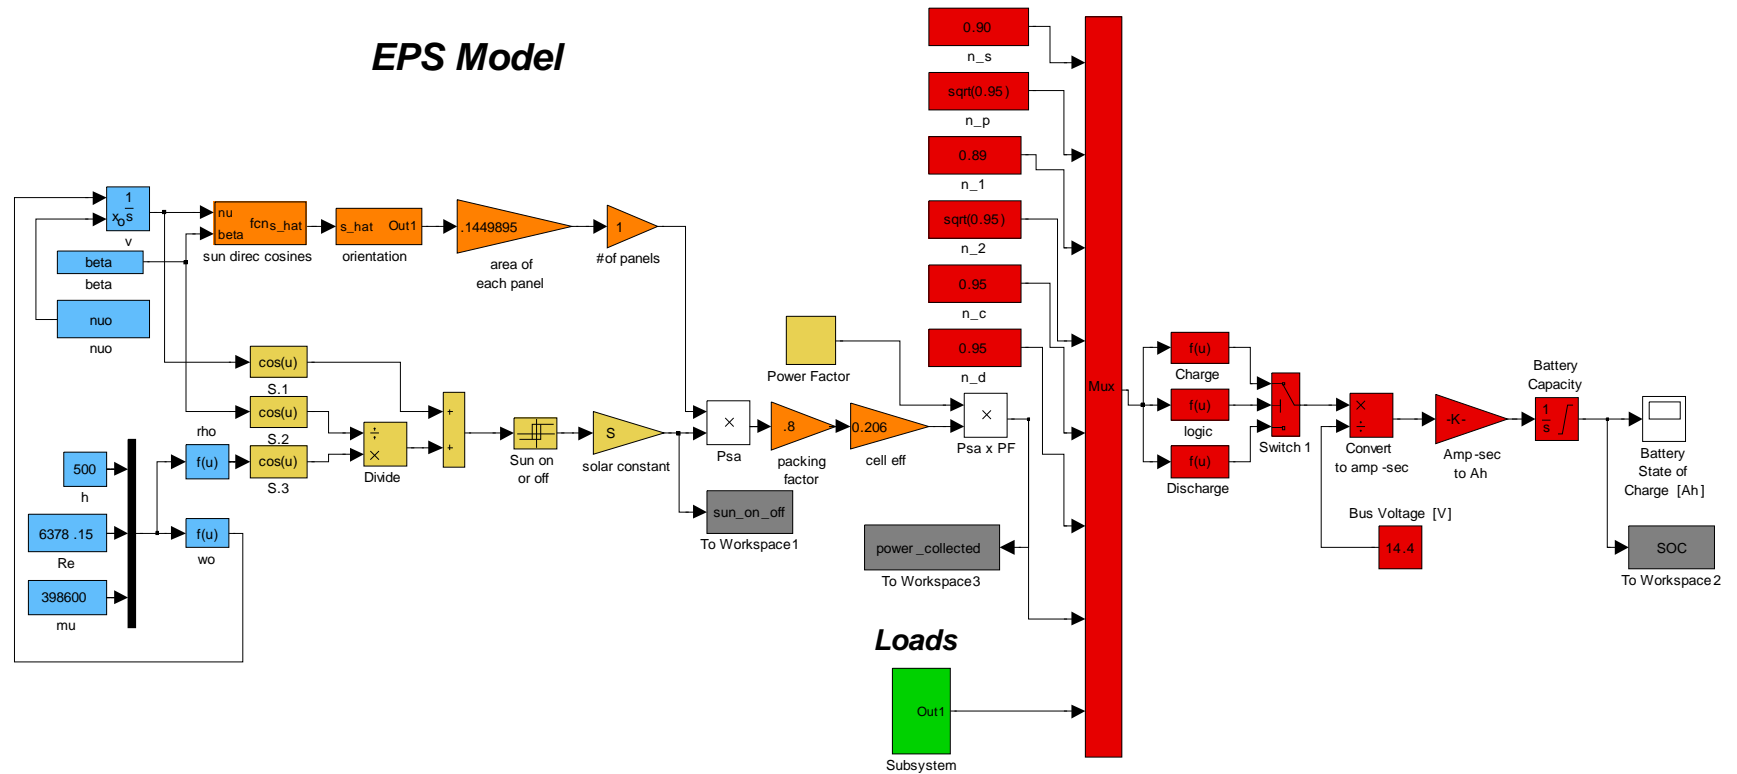 EPS Model
1
s
xo
v
beta
beta
nuo
nuo
nu
beta
fcn
s_hat
sun direc cosines
s_hat
Out1
orientation
.1449895
area of
each panel
1
#of panels
cos(u)
S.1
cos(u)
S.2
cos(u)
S.3
rho
f(u)
500
h
6378 .15
Re
398600
mu
f(u)
wo
÷
×
Divide
+
+
Sun on
or off
S
solar constant
sun_on_off
To Workspace1
×
Psa
.8
packing
factor
0.206
cell eff
Power Factor
×
Psa x PF
power_collected
To Workspace3
Loads
Out1
Subsystem
0.90
n_s
sqrt(0.95)
n_p
0.89
n_1
sqrt(0.95)
n_2
0.95
n_c
0.95
n_d
Mux
f(u)
Charge
f(u)
logic
f(u)
Discharge
Switch 1
×
÷
Convert
to amp -sec
Bus Voltage [V]
14.4
-K-
Amp -sec
to Ah
Battery
Capacity
1
s
Battery
State of
Charge [Ah]
SOC
To Workspace2